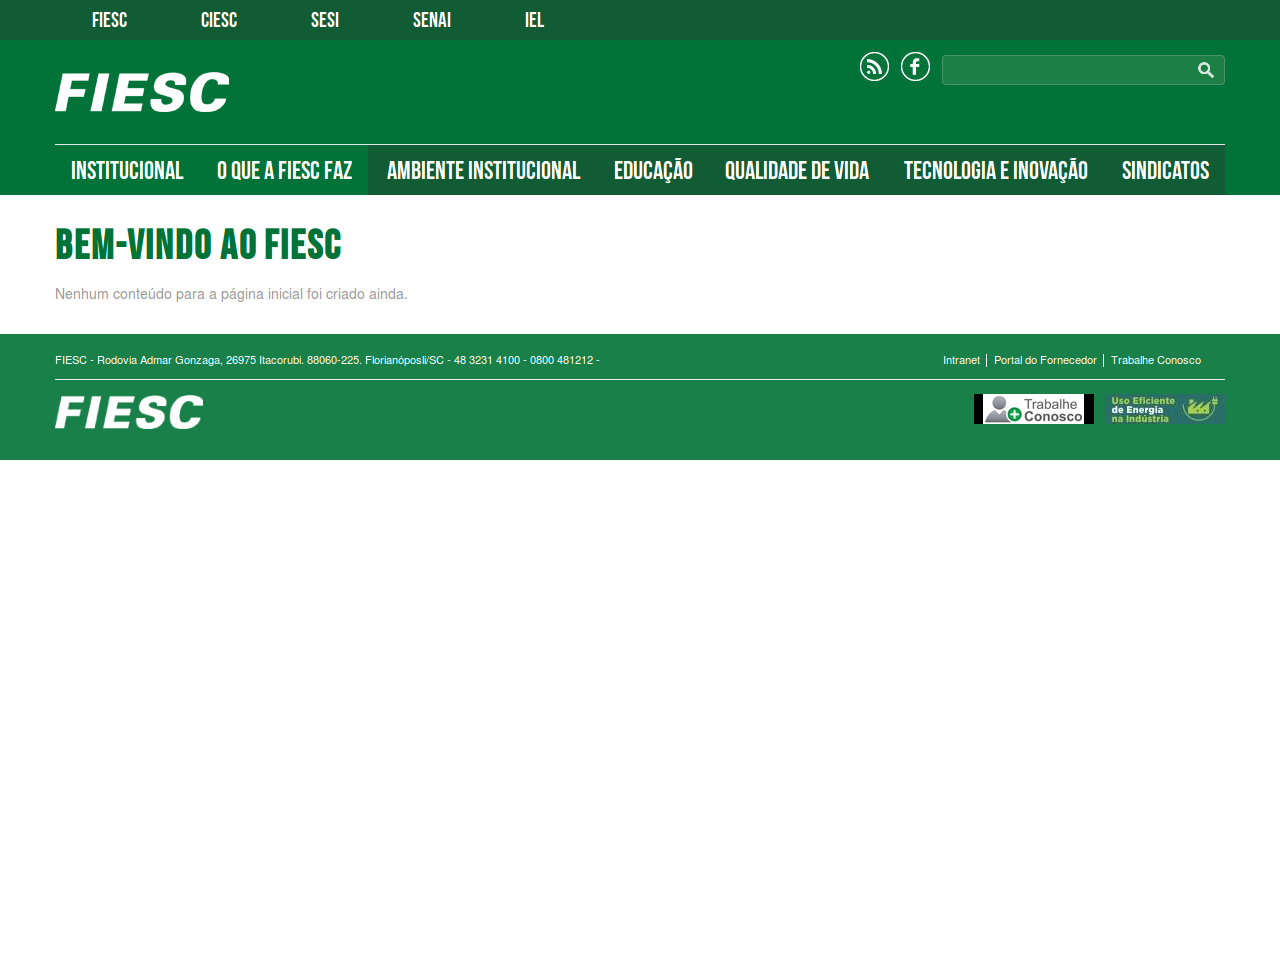 FIESC CIESC SESI SENAI IEL
FIESC
INSTITUCIONAL O QUE A FIESC FAZ AMBIENTE INSTITUCIONAL EDUCAÇÃO QUALIDADE DE VIDA TECNOLOGIA E INOVAÇÃO SINDICATOS
BEM-VINDO AO FIESC
Nenhum conteúdo para a página inicial foi criado ainda.
FIESC - Rodovia Admar Gonzaga, 26975 Itacorubi. 88060-225. Florianóposli/SC - 48 3231 4100 - 0800 481212 -
Intranet | Portal do Fornecedor | Trabalhe Conosco
FIESC
Trabalhe
Conosco
Uso Eficiente
de Energia
na Indústria